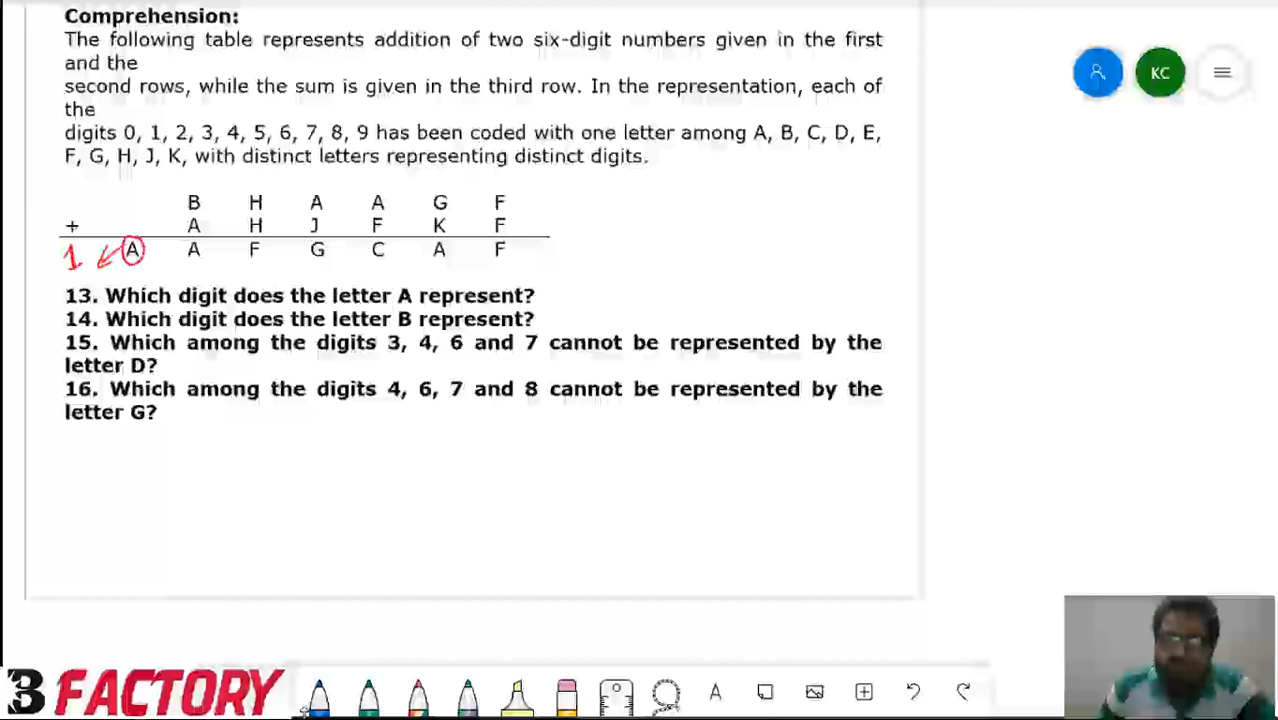 Comprehension:
The following table represents addition of two six-digit numbers given in the first
and the
second rows, while the sum is given in the third row. In the representation, each of
the
digits 0, 1, 2, 3, 4, 5, 6, 7, 8, 9 has been coded with one letter among A, B, C, D, E,
F, G, H, J, K, with distinct letters representing distinct digits.
KC
B H A A G F
+ A H J F K F
1 A A F G C A F
13. Which digit does the letter A represent?
14. Which digit does the letter B represent?
15. Which among the digits 3, 4, 6 and 7 cannot be represented by the
letter D?
16. Which among the digits 4, 6, 7 and 8 cannot be represented by the
letter G?
3 FACTORY
A